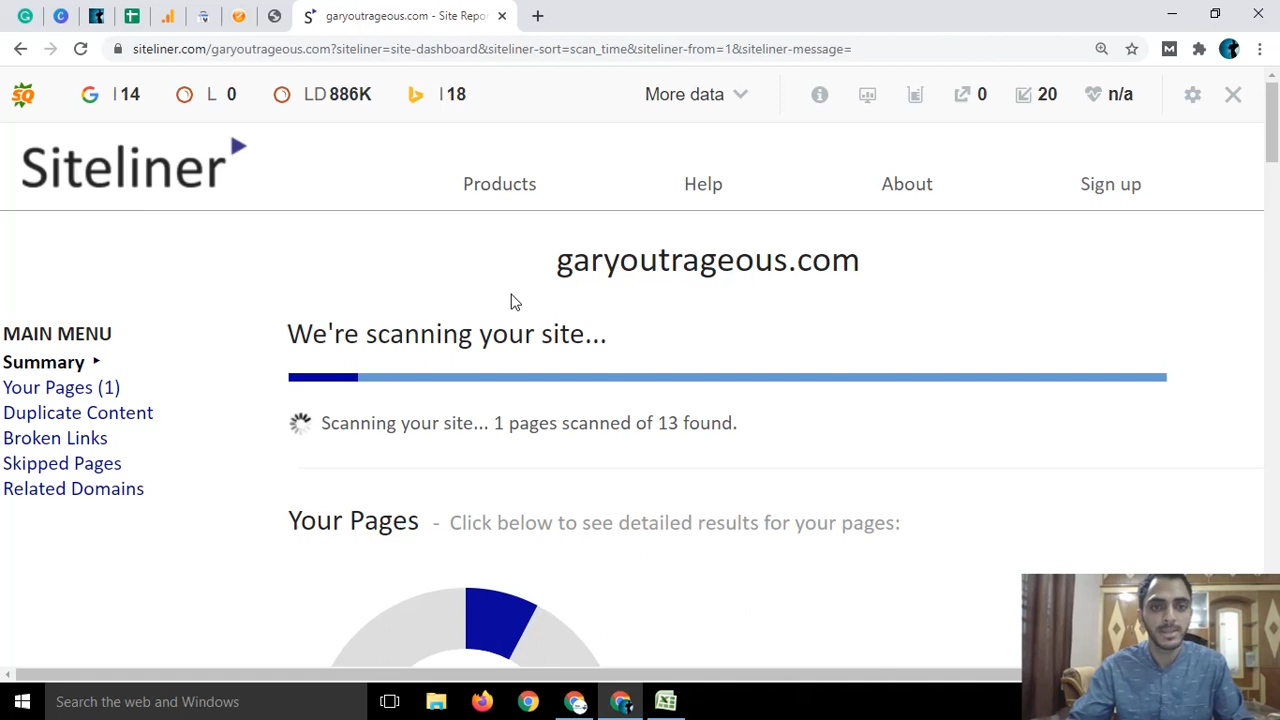 garyoutrageous.com - Site Repor
siteliner.com/garyoutrageous.com?siteliner=site-dashboard&siteliner-sort=scan_time&siteliner-from=1&siteliner-message=
SQ I 14 L 0 LD 886K I 18 More data 0 20 n/a
Siteliner
Products Help About Sign up
garyoutrageous.com
We're scanning your site...
Scanning your site... 1 pages scanned of 13 found.
MAIN MENU
Summary
Your Pages (1)
Duplicate Content
Broken Links
Skipped Pages
Related Domains
Your Pages - Click below to see detailed results for your pages:
Search the web and Windows